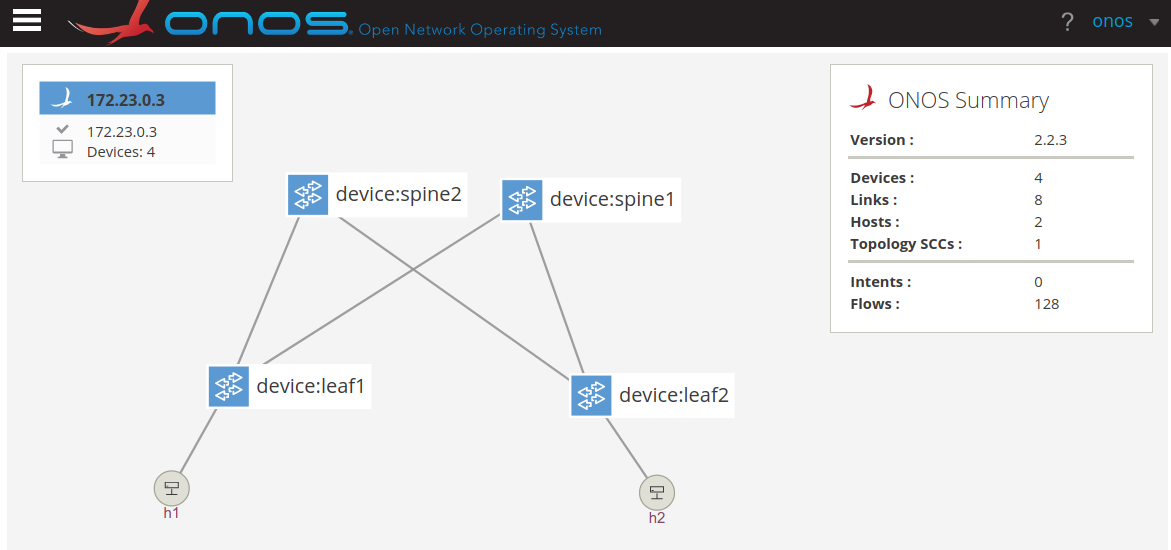 onos Open Network Operating System
? onos
172.23.0.3
172.23.0.3
Devices: 4
ONOS Summary
Version : 2.2.3
Devices : 4
Links : 8
Hosts : 2
Topology SCCs : 1
Intents : 0
Flows : 128
device:spine2
device:spine1
device:leaf1
device:leaf2
h1
h2